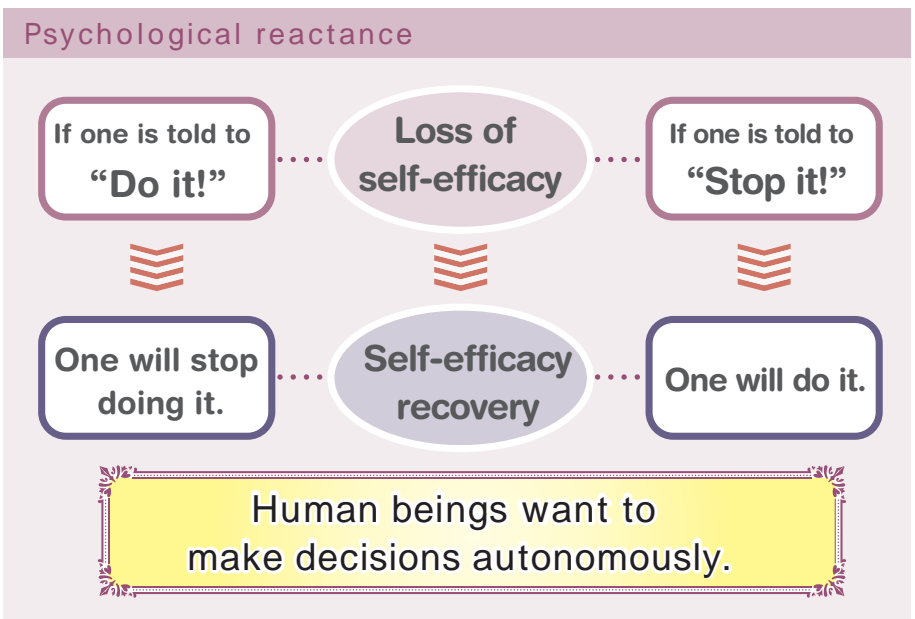 Psychological reactance
If one is told to
“Do it!”
Loss of
self-efficacy
If one is told to
“Stop it!”
One will stop
doing it.
Self-efficacy
recovery
One will do it.
Human beings want to
make decisions autonomously.